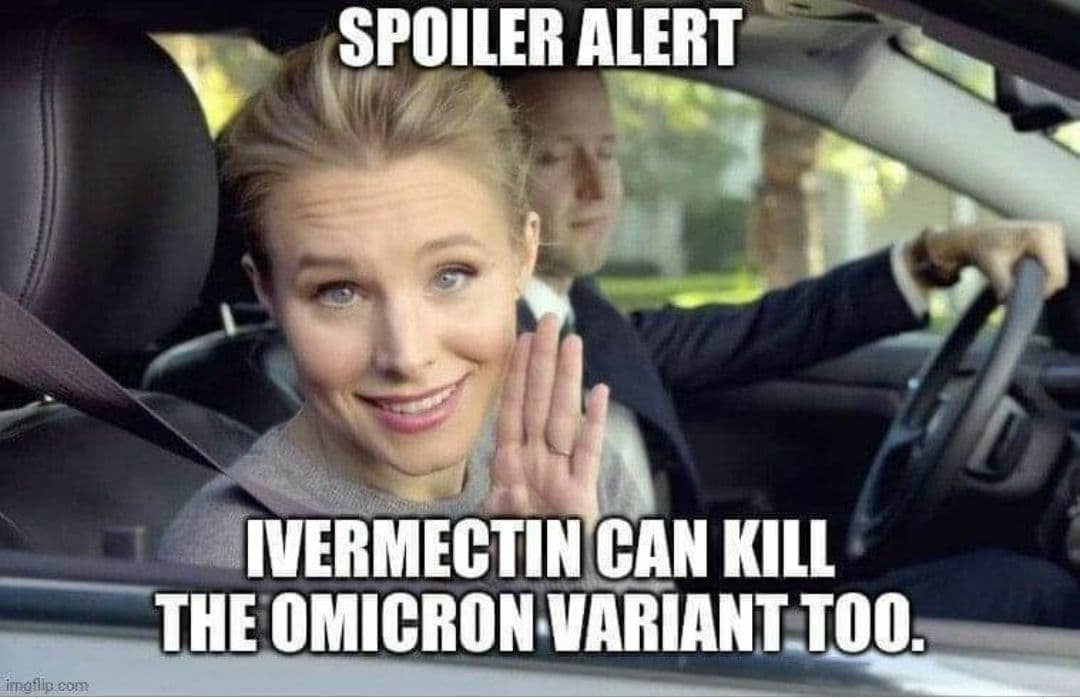 SPOILER ALERT
IVERMECTIN CAN KILL
THE OMICRON VARIANT TOO.
imgflip.com